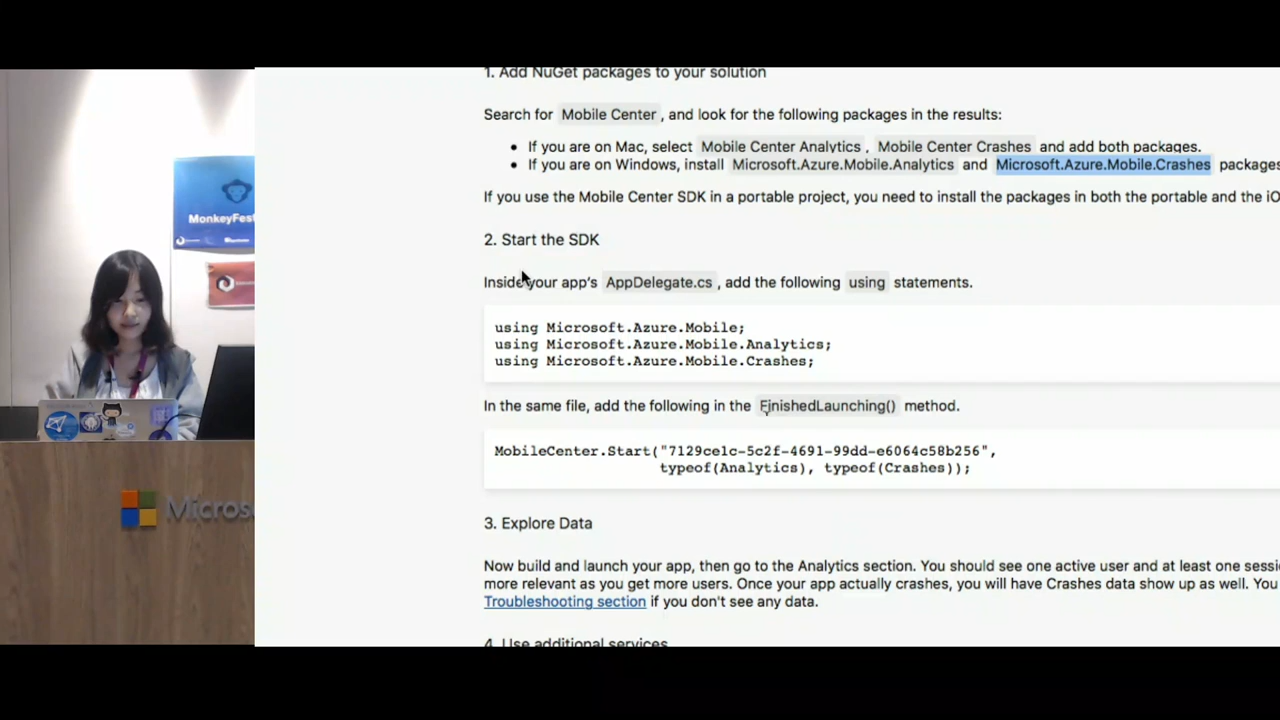 1. Add NuGet packages to your solution
Search for Mobile Center , and look for the following packages in the results:
• If you are on Mac, select Mobile Center Analytics , Mobile Center Crashes and add both packages.
• If you are on Windows, install Microsoft.Azure.Mobile.Analytics and Microsoft.Azure.Mobile.Crashes packages
If you use the Mobile Center SDK in a portable project, you need to install the packages in both the portable and the iO
2. Start the SDK
Inside your app's AppDelegate.cs , add the following using statements.
using Microsoft.Azure.Mobile;
using Microsoft.Azure.Mobile.Analytics;
using Microsoft.Azure.Mobile.Crashes;
In the same file, add the following in the FinishedLaunching() method.
MobileCenter.Start("7129ce1c-5c2f-4691-99dd-e6064c58b256",
typeof(Analytics), typeof(Crashes));
3. Explore Data
Now build and launch your app, then go to the Analytics section. You should see one active user and at least one sessi
more relevant as you get more users. Once your app actually crashes, you will have Crashes data show up as well. You
Troubleshooting section if you don't see any data.
4. Use additional services
MonkeyFest
Microso